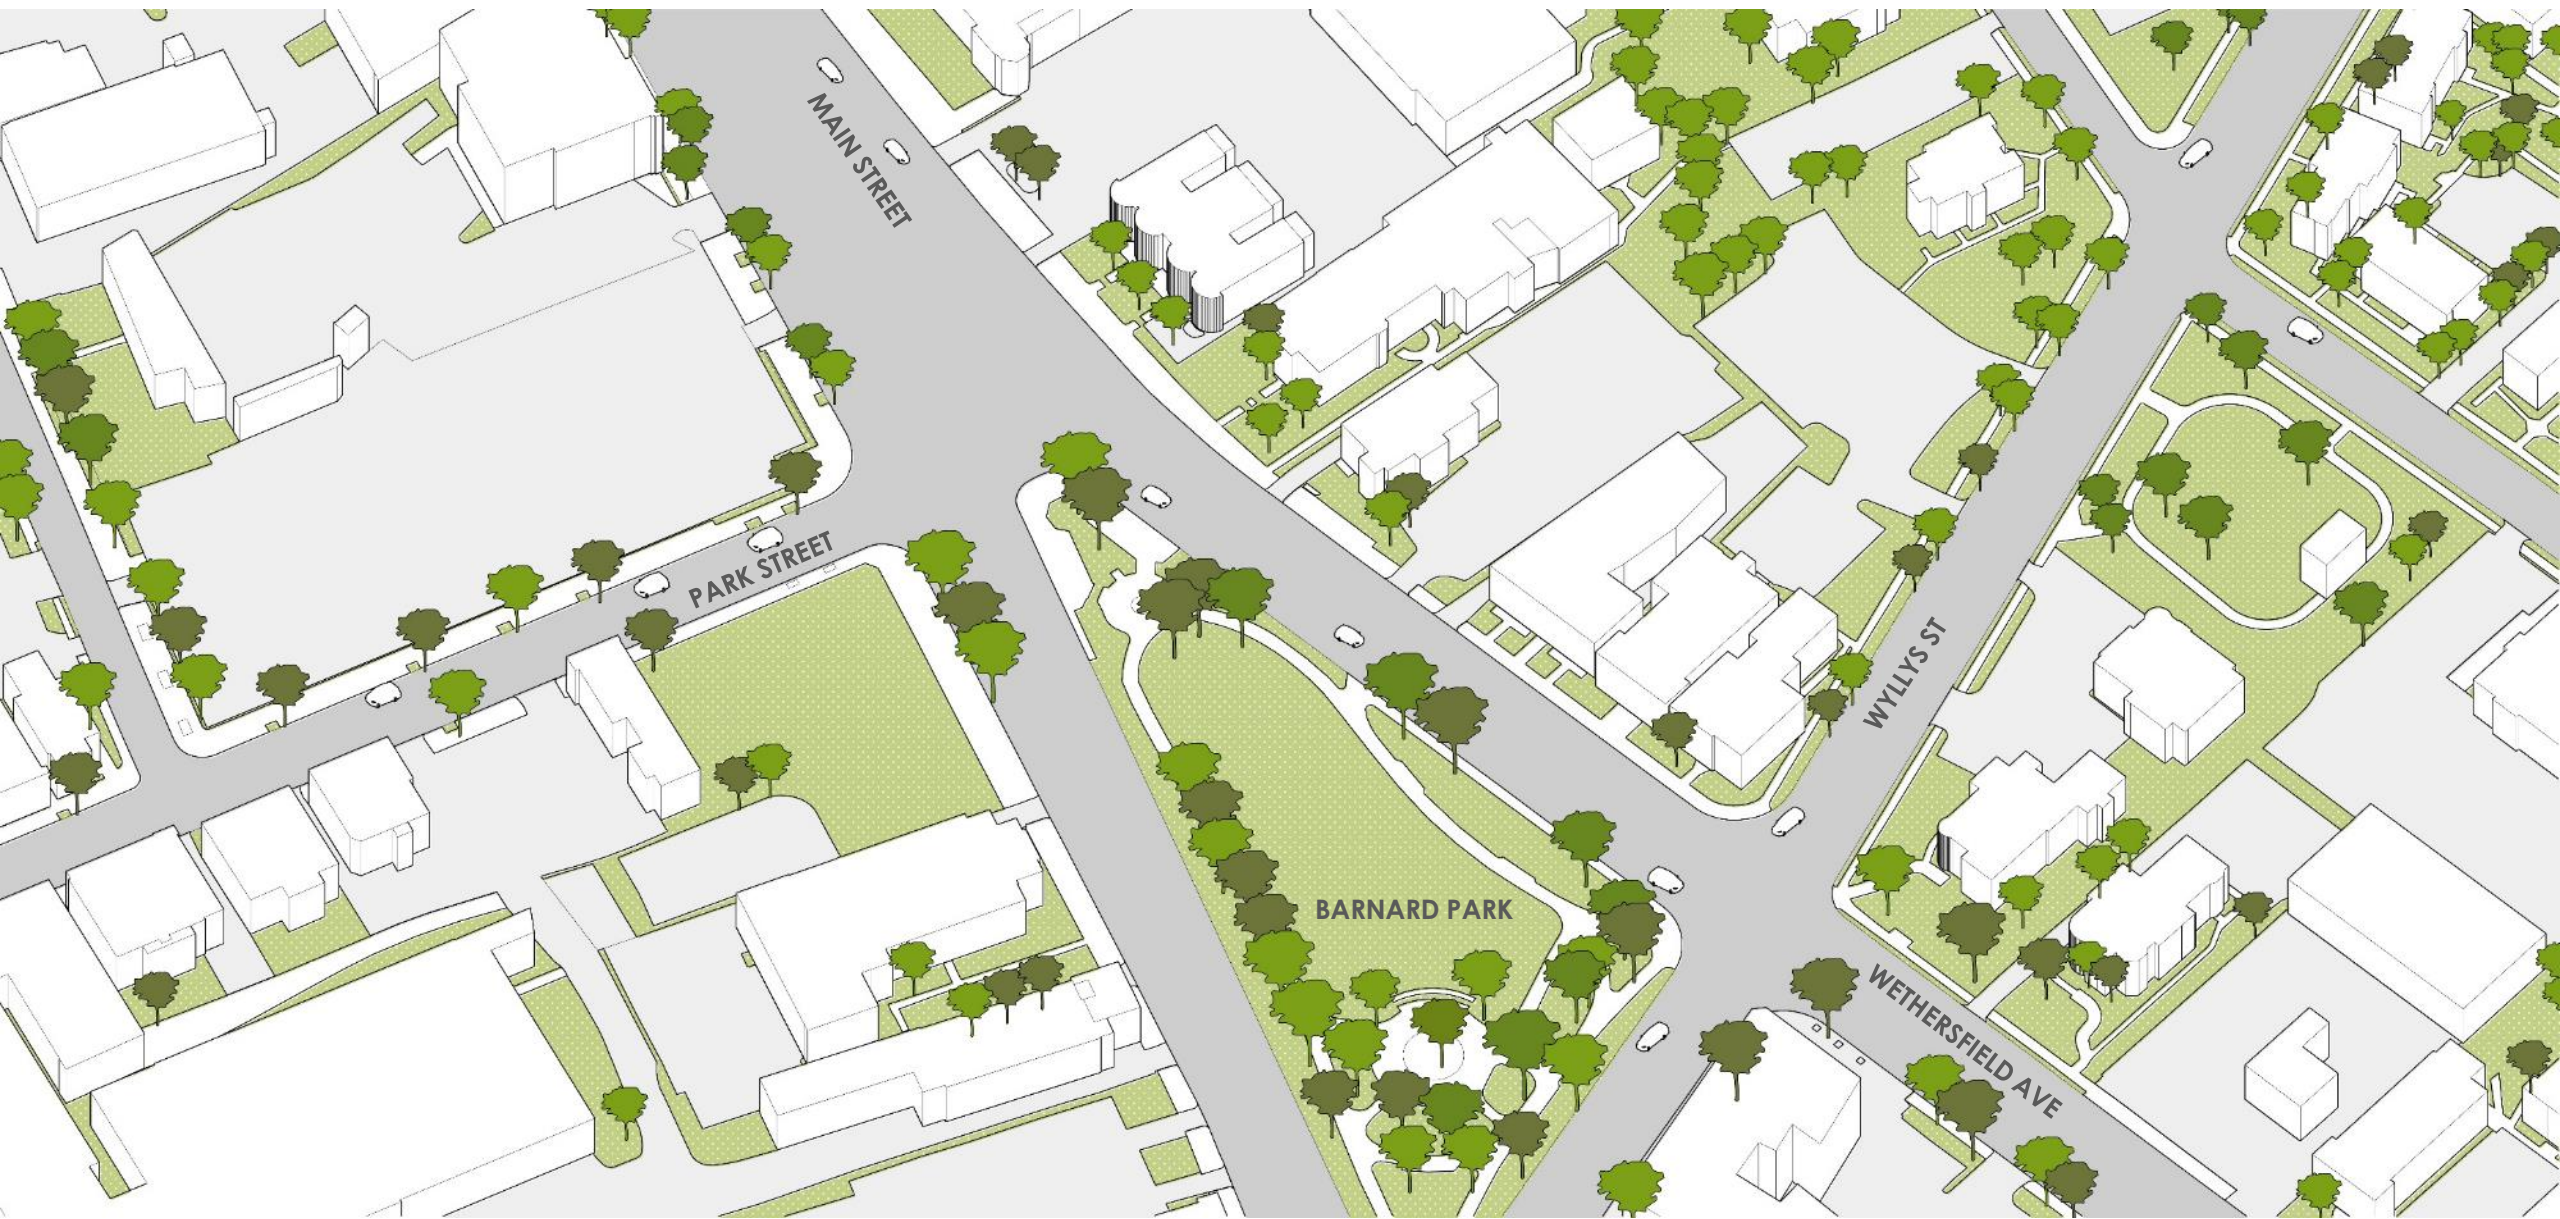 MAIN STREET
PARK STREET
WYLLYS ST
BARNARD PARK
WETHERSFIELD AVE